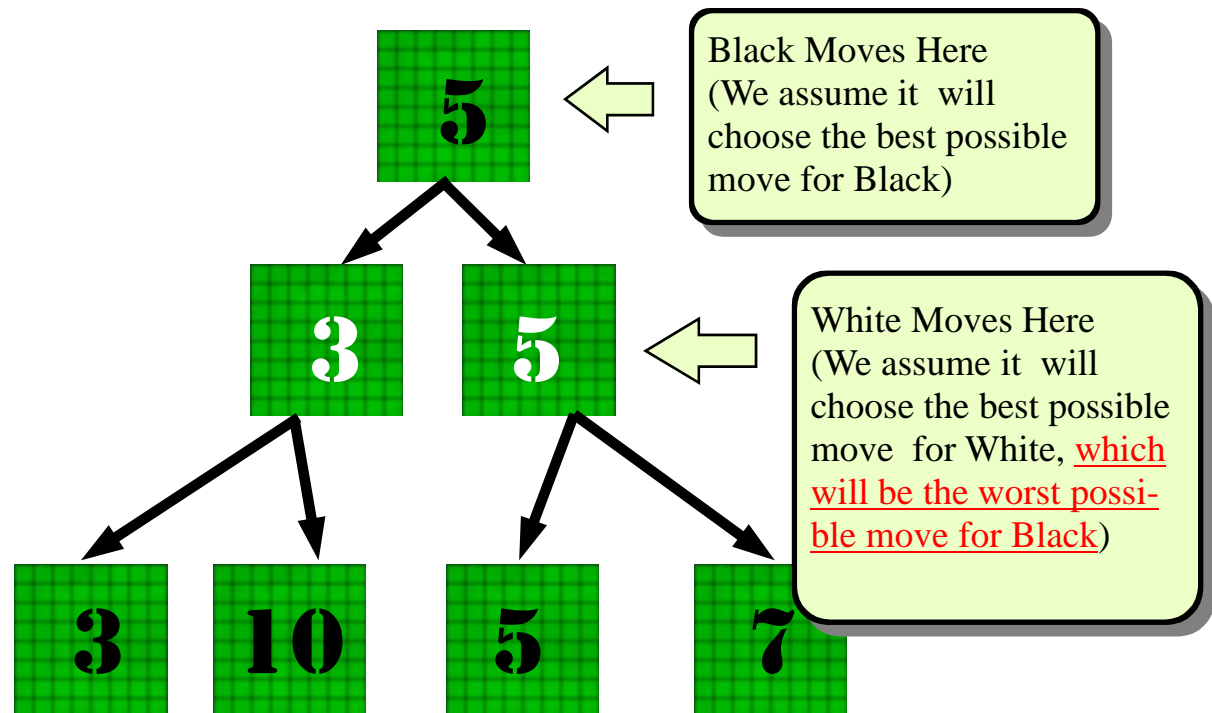 5
Black Moves Here
(We assume it will
choose the best possible
move for Black)
3 5
White Moves Here
(We assume it will
choose the best possible
move for White, which
will be the worst possi-
ble move for Black)
3 10 5 7